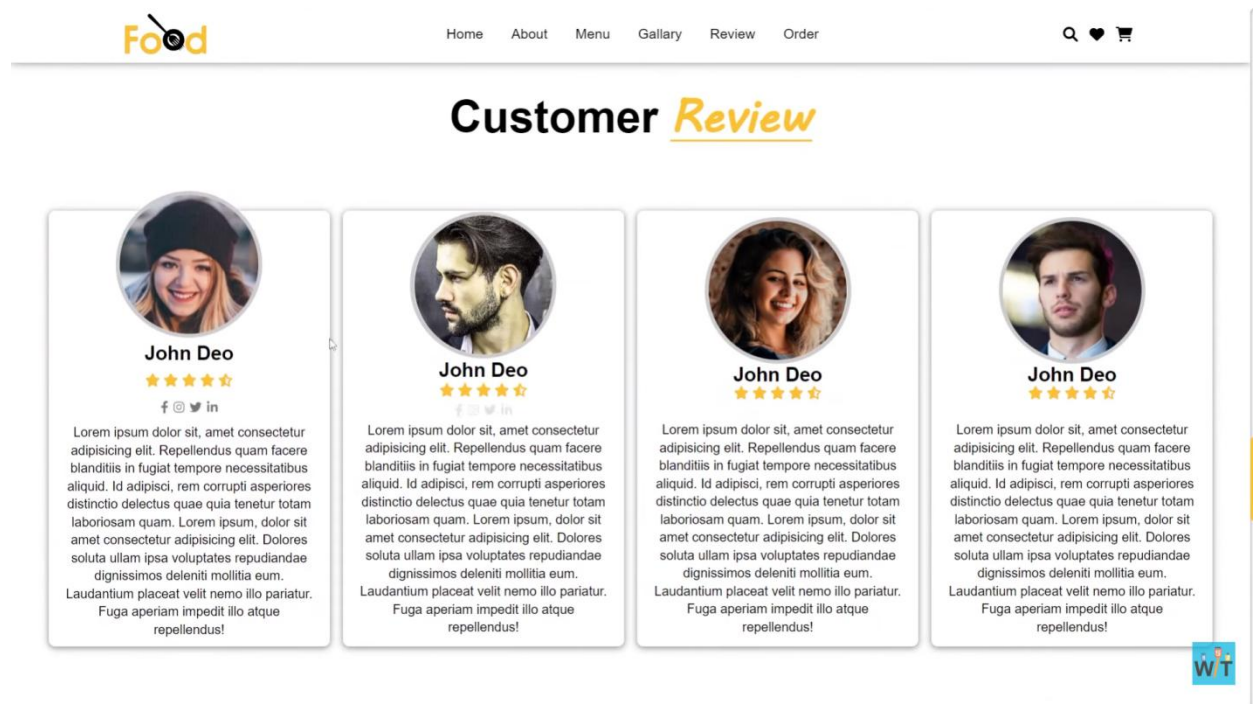 Food
Home About Menu Gallary Review Order
Customer Review
John Deo
Lorem ipsum dolor sit, amet consectetur
adipisicing elit. Repellendus quam facere
blanditiis in fugiat tempore necessitatibus
aliquid. Id adipisci, rem corrupti asperiores
distinctio delectus quae quia tenetur totam
laboriosam quam. Lorem ipsum, dolor sit
amet consectetur adipisicing elit. Dolores
soluta ullam ipsa voluptates repudiandae
dignissimos deleniti mollitia eum.
Laudantium placeat velit nemo illo pariatur.
Fuga aperiam impedit illo atque
repellendus!
John Deo
Lorem ipsum dolor sit, amet consectetur
adipisicing elit. Repellendus quam facere
blanditiis in fugiat tempore necessitatibus
aliquid. Id adipisci, rem corrupti asperiores
distinctio delectus quae quia tenetur totam
laboriosam quam. Lorem ipsum, dolor sit
amet consectetur adipisicing elit. Dolores
soluta ullam ipsa voluptates repudiandae
dignissimos deleniti mollitia eum.
Laudantium placeat velit nemo illo pariatur.
Fuga aperiam impedit illo atque
repellendus!
John Deo
Lorem ipsum dolor sit, amet consectetur
adipisicing elit. Repellendus quam facere
blanditiis in fugiat tempore necessitatibus
aliquid. Id adipisci, rem corrupti asperiores
distinctio delectus quae quia tenetur totam
laboriosam quam. Lorem ipsum, dolor sit
amet consectetur adipisicing elit. Dolores
soluta ullam ipsa voluptates repudiandae
dignissimos deleniti mollitia eum.
Laudantium placeat velit nemo illo pariatur.
Fuga aperiam impedit illo atque
repellendus!
John Deo
Lorem ipsum dolor sit, amet consectetur
adipisicing elit. Repellendus quam facere
blanditiis in fugiat tempore necessitatibus
aliquid. Id adipisci, rem corrupti asperiores
distinctio delectus quae quia tenetur totam
laboriosam quam. Lorem ipsum, dolor sit
amet consectetur adipisicing elit. Dolores
soluta ullam ipsa voluptates repudiandae
dignissimos deleniti mollitia eum.
Laudantium placeat velit nemo illo pariatur.
Fuga aperiam impedit illo atque
repellendus!
WIT